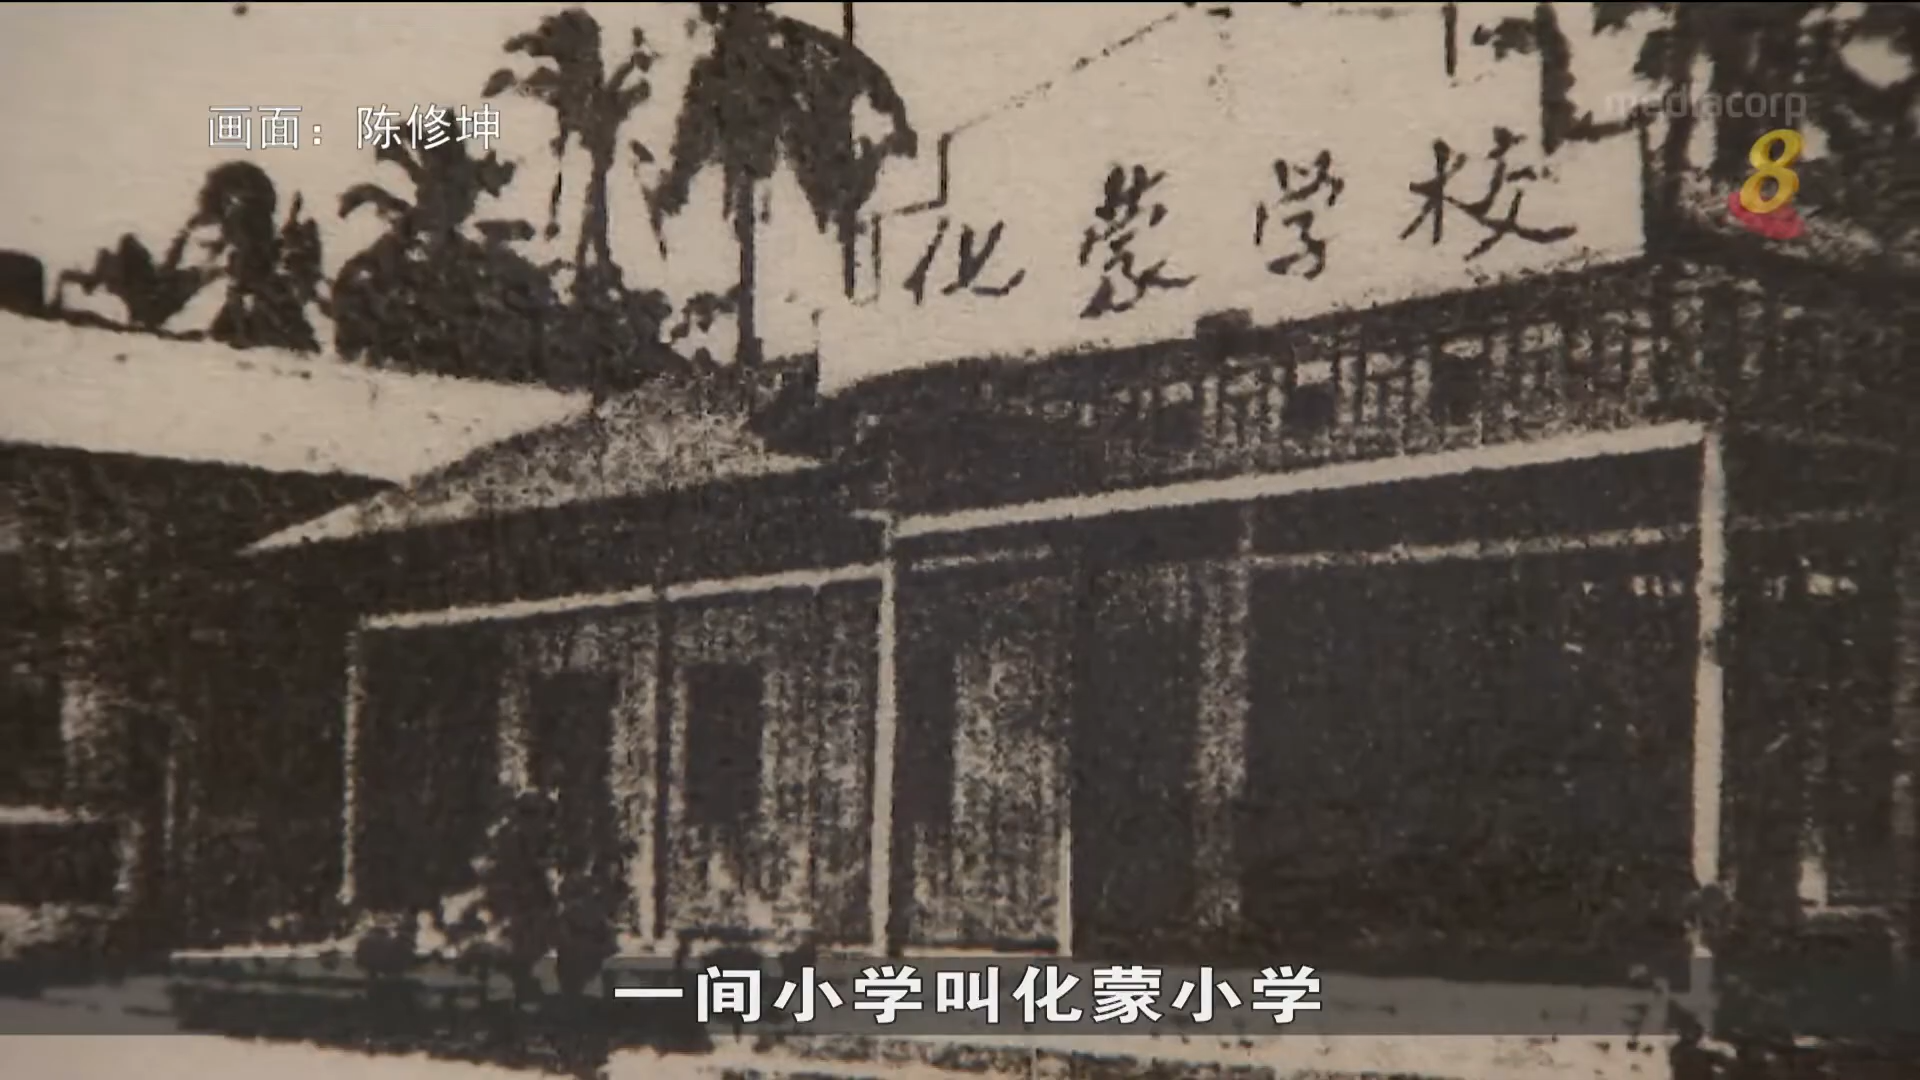 画面：陈修坤
mediacorp
8
化蒙学校
一间小学叫化蒙小学